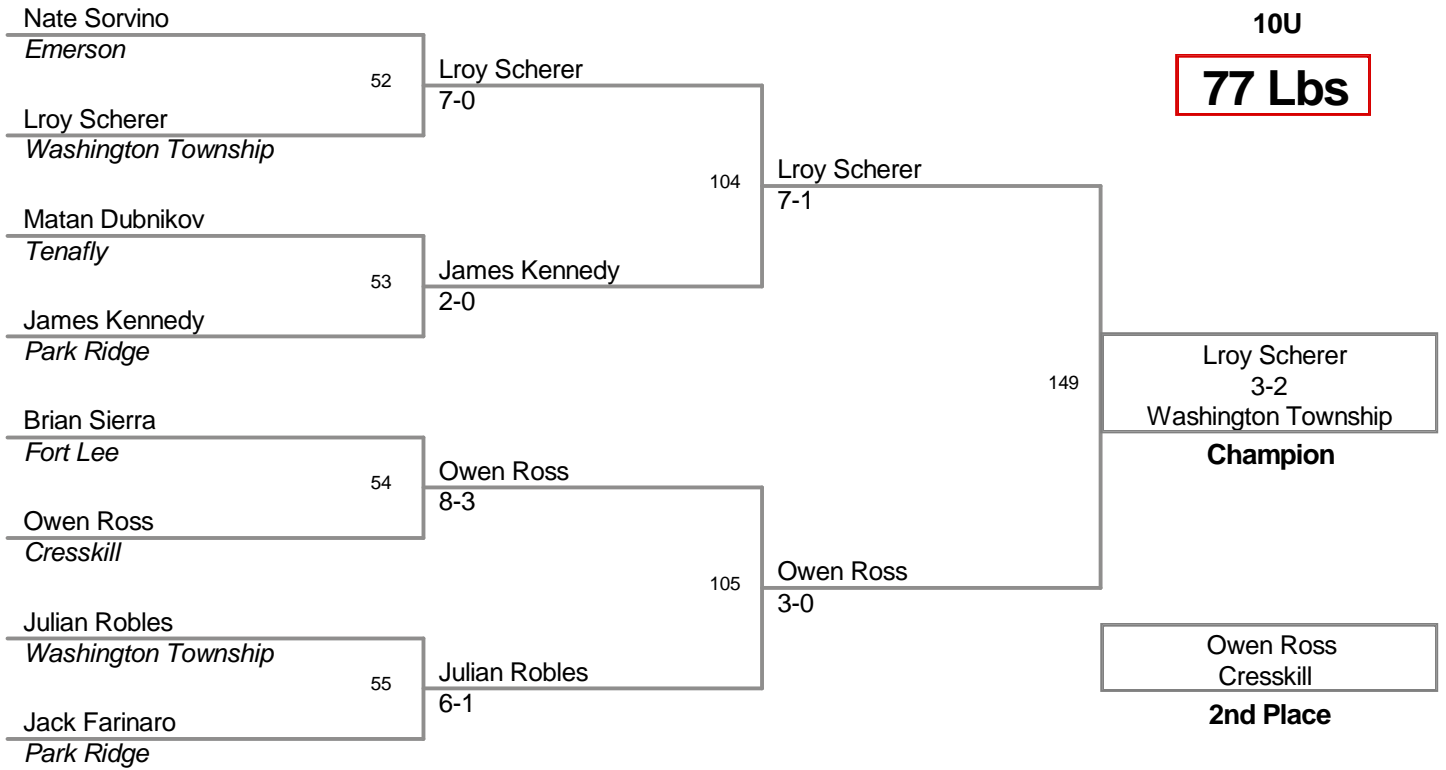 Nate Sorvino
Emerson
52
Lroy Scherer
7-0
Lroy Scherer
Washington Township
104
Lroy Scherer
7-1
Matan Dubnikov
Tenafly
53
James Kennedy
2-0
James Kennedy
Park Ridge
Brian Sierra
Fort Lee
54
Owen Ross
8-3
Owen Ross
Cresskill
105
Owen Ross
3-0
Julian Robles
Washington Township
55
Julian Robles
6-1
Jack Farinaro
Park Ridge
10U
77 Lbs
149
Lroy Scherer
3-2
Washington Township
Champion
Owen Ross
Cresskill
2nd Place